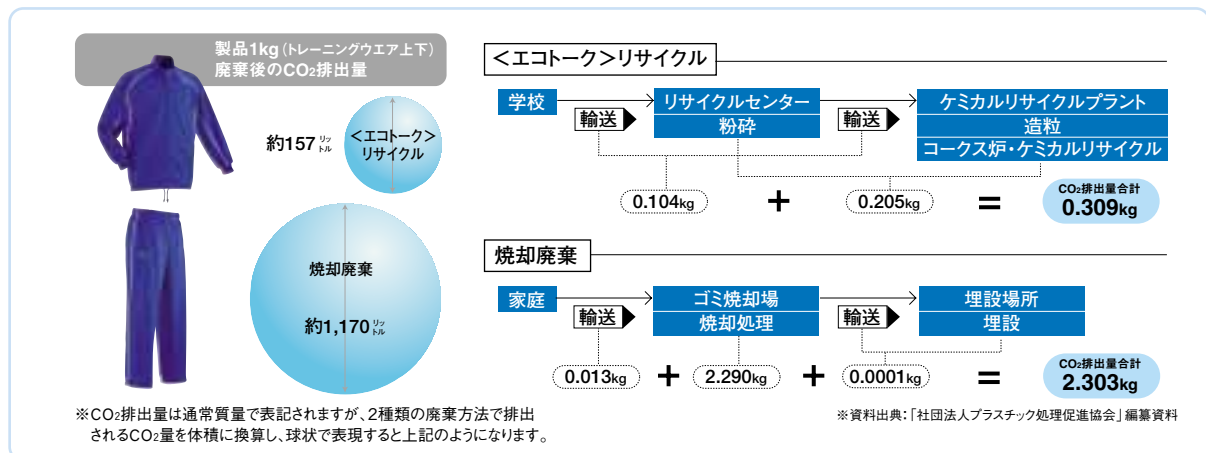 製品1kg(トレーニングウエア上下)
廃棄後のCO₂排出量
約157リットル
<エコトーク>
リサイクル
焼却廃棄
約1,170リットル
※CO₂排出量は通常質量で表記されますが、2種類の廃棄方法で排出
されるCO₂量を体積に換算し、球状で表現すると上記のようになります。
<エコトーク>リサイクル
学校
輸送
リサイクルセンター
粉砕
輸送
ケミカルリサイクルプラント
造粒
コークス炉・ケミカルリサイクル
0.104kg
+
0.205kg
=
CO₂排出量合計
0.309kg
焼却廃棄
家庭
輸送
ゴミ焼却場
焼却処理
輸送
埋設場所
埋設
0.013kg
+
2.290kg
+
0.0001kg
=
CO₂排出量合計
2.303kg
※資料出典:「社団法人プラスチック処理促進協会」編纂資料